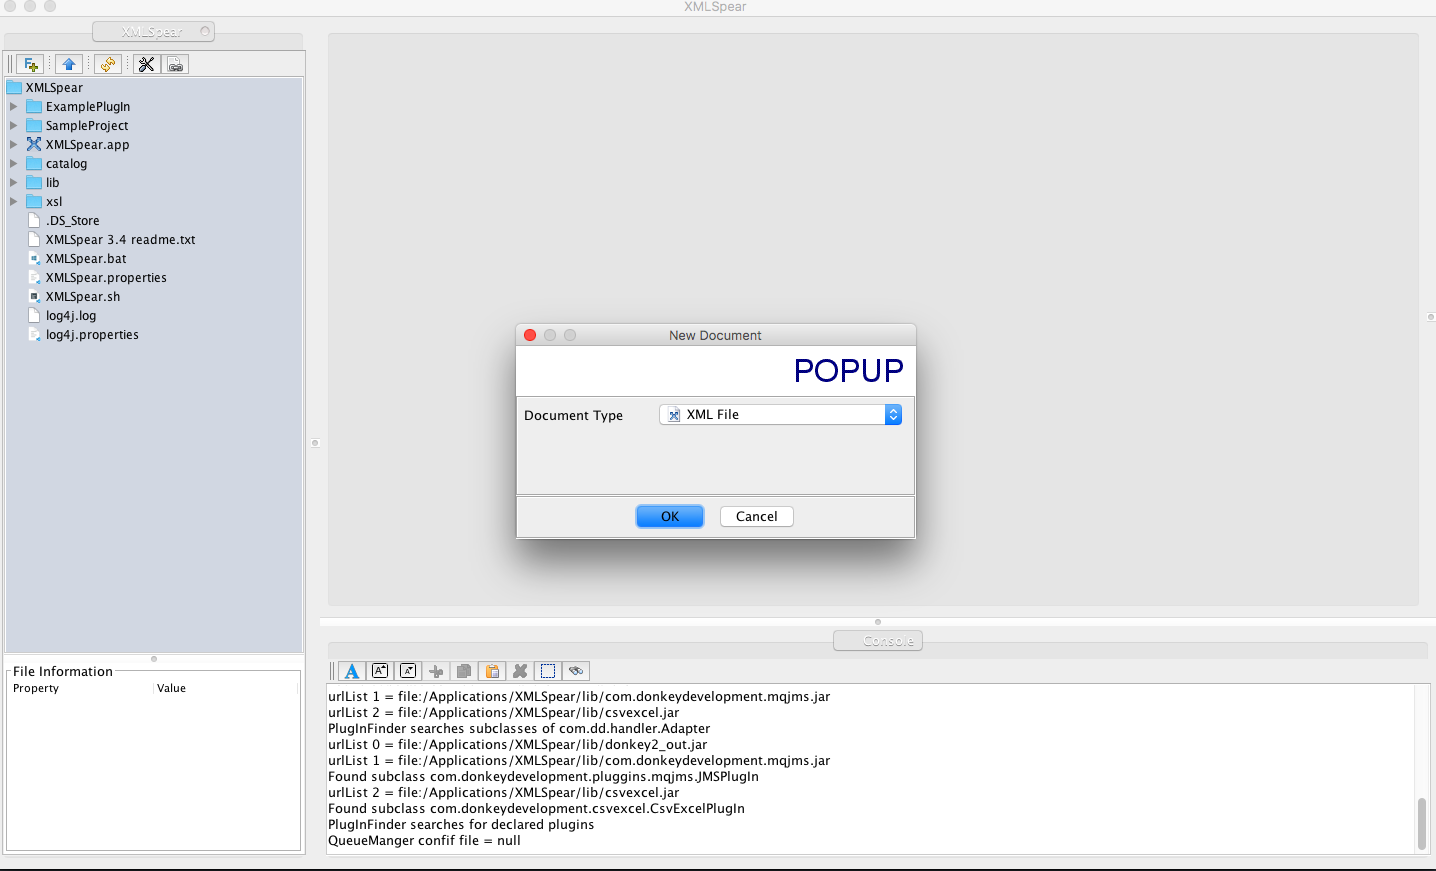 XMLSpear
XMLSpear
XMLSpear
ExamplePlugIn
SampleProject
XMLSpear.app
catalog
lib
xsl
.DS_Store
XMLSpear 3.4 readme.txt
XMLSpear.bat
XMLSpear.properties
XMLSpear.sh
log4j.log
log4j.properties
New Document
POPUP
Document Type XML File
OK Cancel
File Information
Property Value
Console
urlList 1 = file:/Applications/XMLSpear/lib/com.donkeydevelopment.mqjms.jar
urlList 2 = file:/Applications/XMLSpear/lib/csvexcel.jar
PlugInFinder searches subclasses of com.dd.handler.Adapter
urlList 0 = file:/Applications/XMLSpear/lib/donkey2_out.jar
urlList 1 = file:/Applications/XMLSpear/lib/com.donkeydevelopment.mqjms.jar
Found subclass com.donkeydevelopment.pluggins.mqjms.JMSPlugIn
urlList 2 = file:/Applications/XMLSpear/lib/csvexcel.jar
Found subclass com.donkeydevelopment.csvexcel.CsvExcelPlugIn
PlugInFinder searches for declared plugins
QueueManger confif file = null